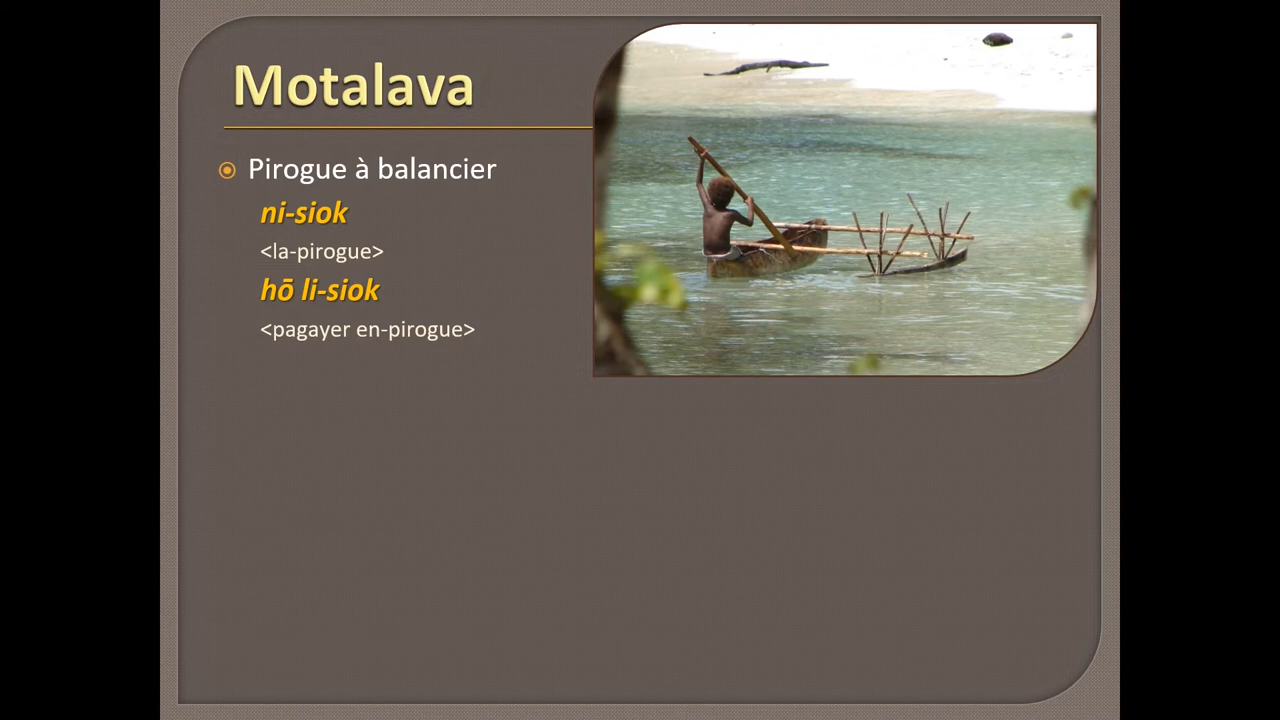 Motalava
Pirogue à balancier
ni-siok
<la-pirogue>
hō li-siok
<pagayer en-pirogue>